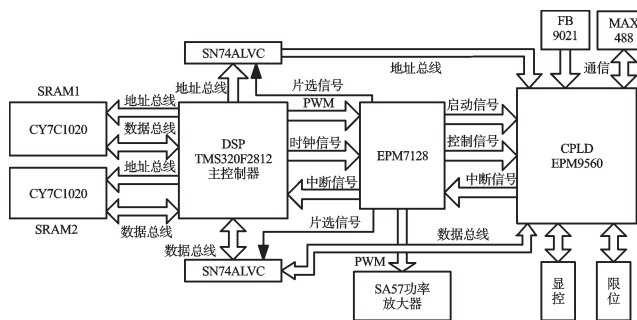 SN74ALVC
FB
9021
MAX
488
地址总线
通信
SRAM1
地址总线
片选信号
CY7C1020
地址总线
数据总线
PWM
启动信号
DSP
TMS320F2812
主控制器
时钟信号
EPM7128
控制信号
CPLD
EPM9560
地址总线
CY7C1020
中断信号
中断信号
数据总线
SRAM2
片选信号
数据总线
数据总线
SN74ALVC
PWM
SA57功率
放大器
显
控
限
位